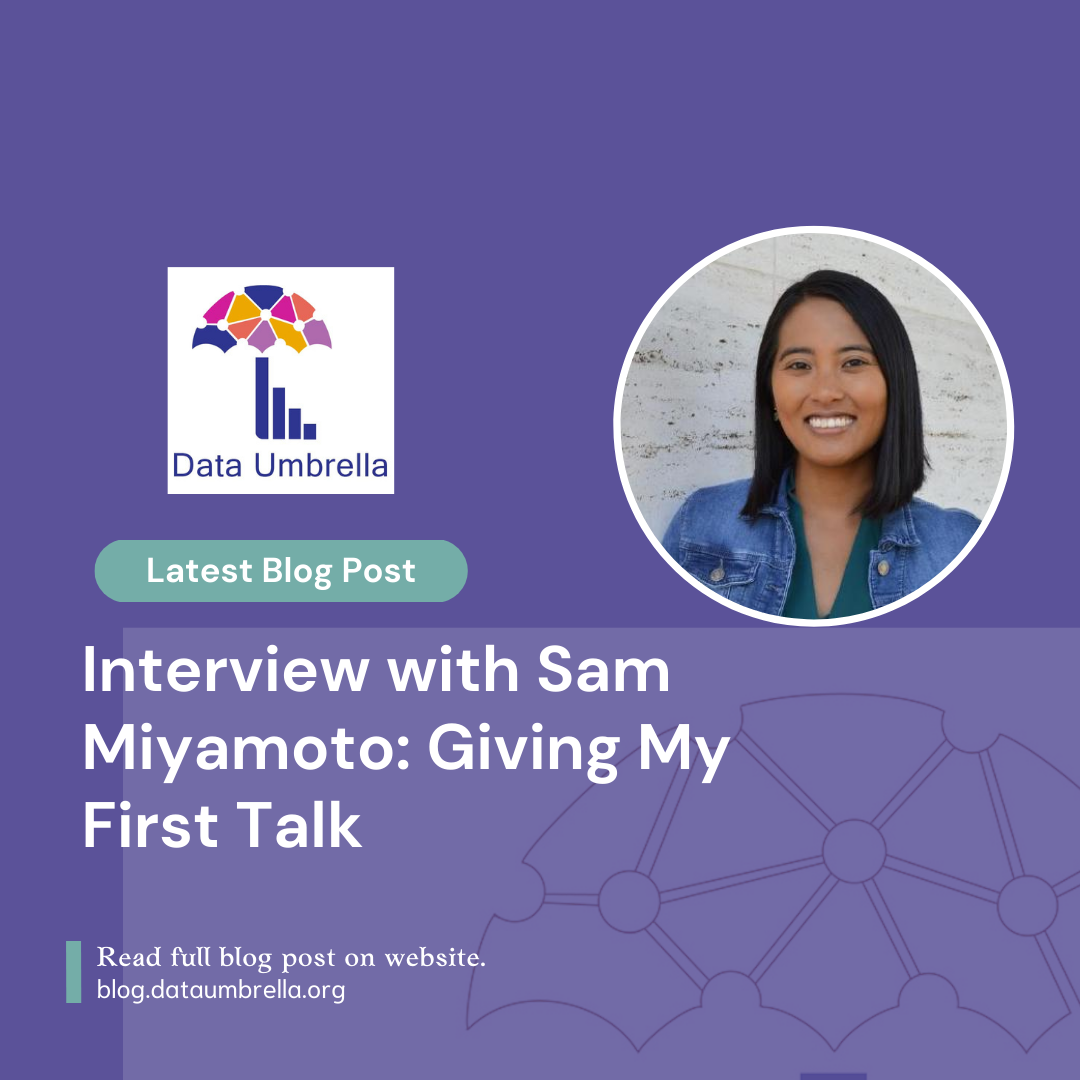 Data Umbrella
Latest Blog Post
Interview with Sam
Miyamoto: Giving My
First Talk
Read full blog post on website.
blog.dataumbrella.org